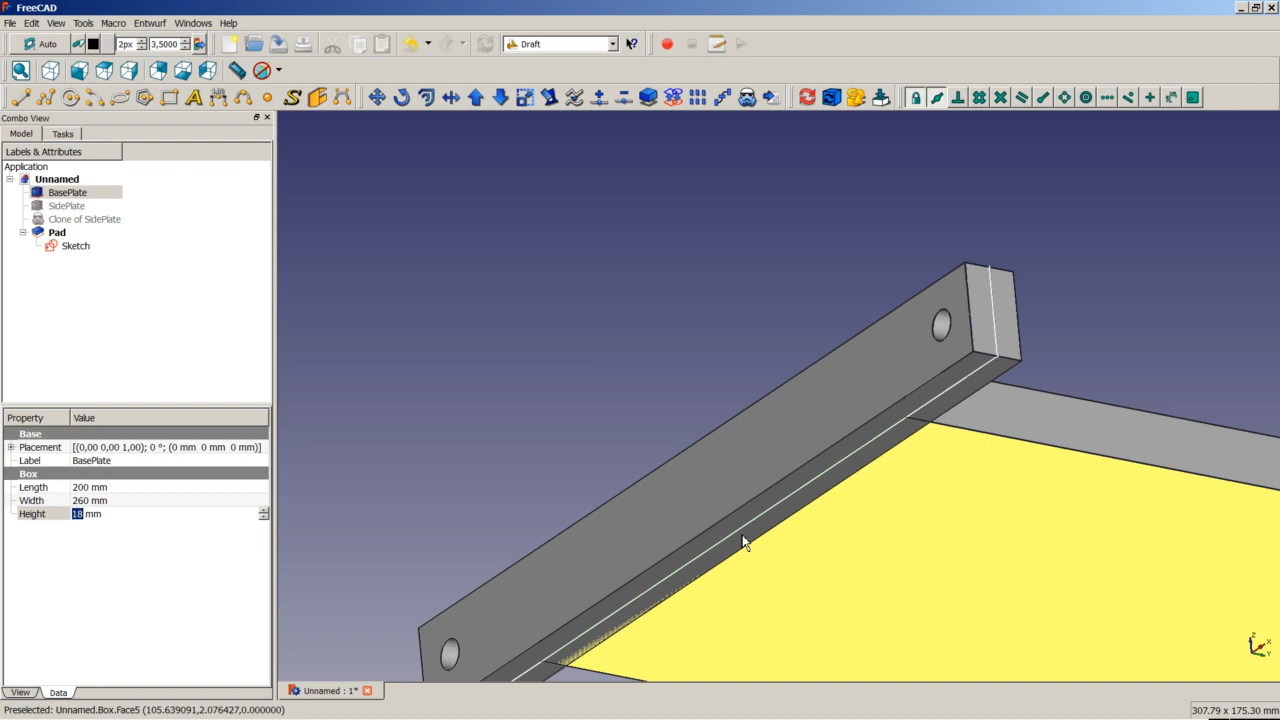 FreeCAD
File Edit View Tools Macro Entwurf Windows Help
Auto 2px 3,5000 Draft
Combo View
Model Tasks
Labels & Attributes
Application
Unnamed
BasePlate
SidePlate
Clone of SidePlate
Pad
Sketch
Property Value
Base
Placement [(0,00 0,00 1,00); 0 °; (0 mm 0 mm 0 mm)]
Label BasePlate
Box
Length 200 mm
Width 260 mm
Height 18 mm
Z X Y
View Data
Unnamed : 1*
Preselected: Unnamed.Box.Face5 (105.639091,2.076427,0.000000)
307.79 x 175.30 mm